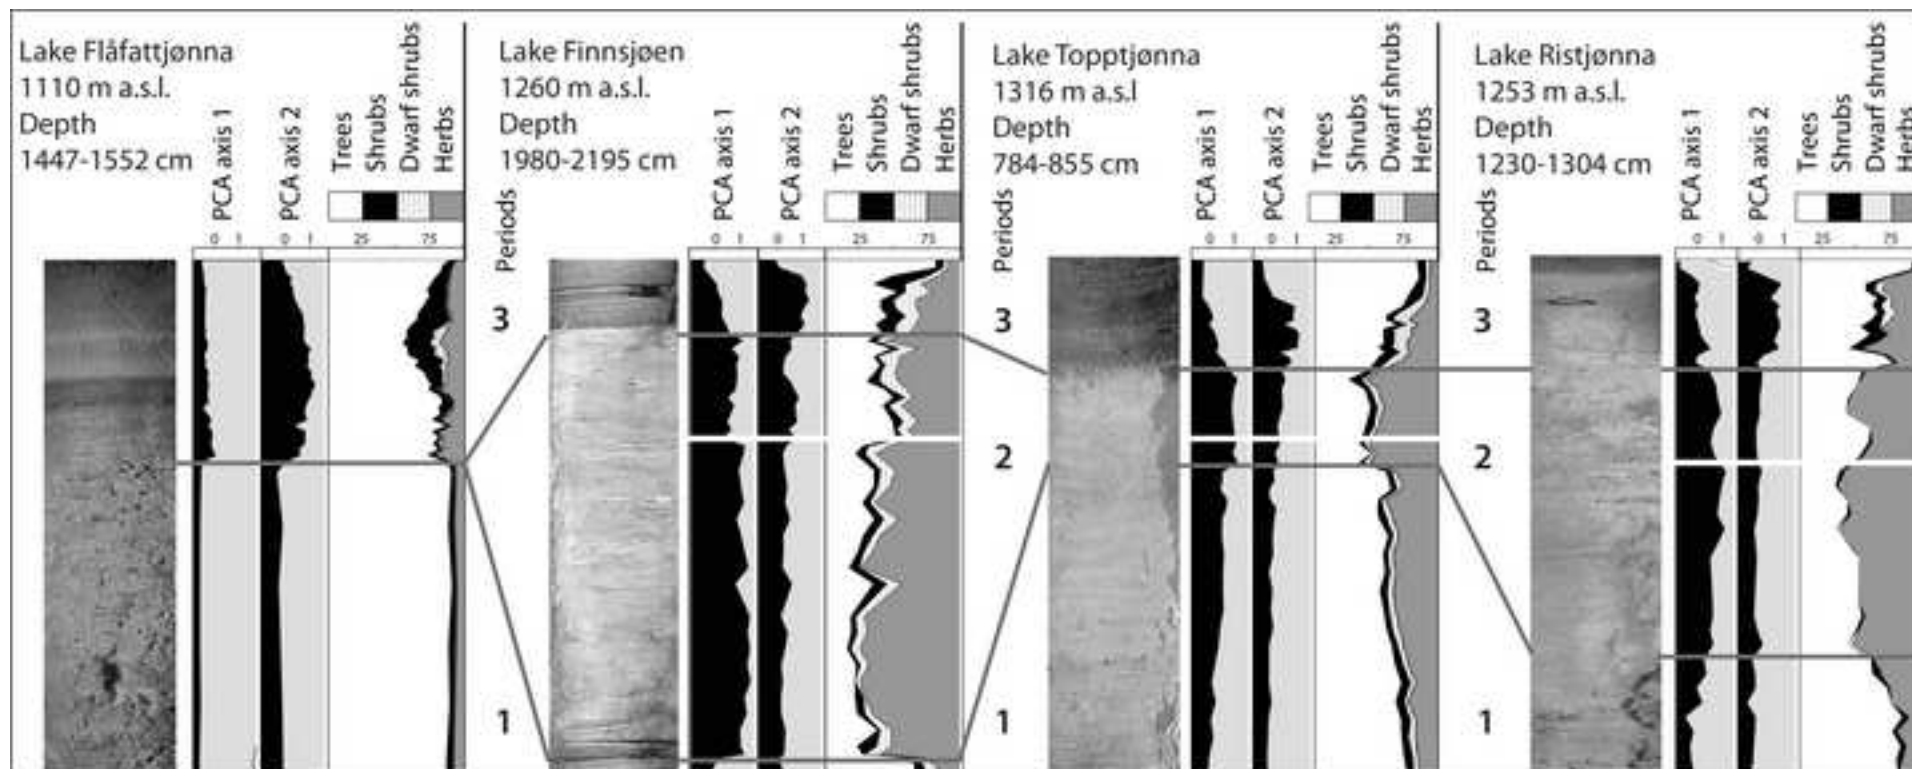 Lake Flåfattjønna
1110 m a.s.l.
Depth
1447-1552 cm
PCA axis 1
PCA axis 2
Trees
Shrubs
Dwarf shrubs
Herbs
0 1
0 1
25 75
Lake Finnsjøen
1260 m a.s.l.
Depth
1980-2195 cm
Periods
PCA axis 1
PCA axis 2
Trees
Shrubs
Dwarf shrubs
Herbs
0 1
0 1
25 75
3
1
Lake Topptjønna
1316 m a.s.l
Depth
784-855 cm
Periods
PCA axis 1
PCA axis 2
Trees
Shrubs
Dwarf shrubs
Herbs
0 1
0 1
25 75
3
2
1
Lake Ristjønna
1253 m a.s.l.
Depth
1230-1304 cm
Periods
PCA axis 1
PCA axis 2
Trees
Shrubs
Dwarf shrubs
Herbs
0 1
0 1
25 75
3
2
1